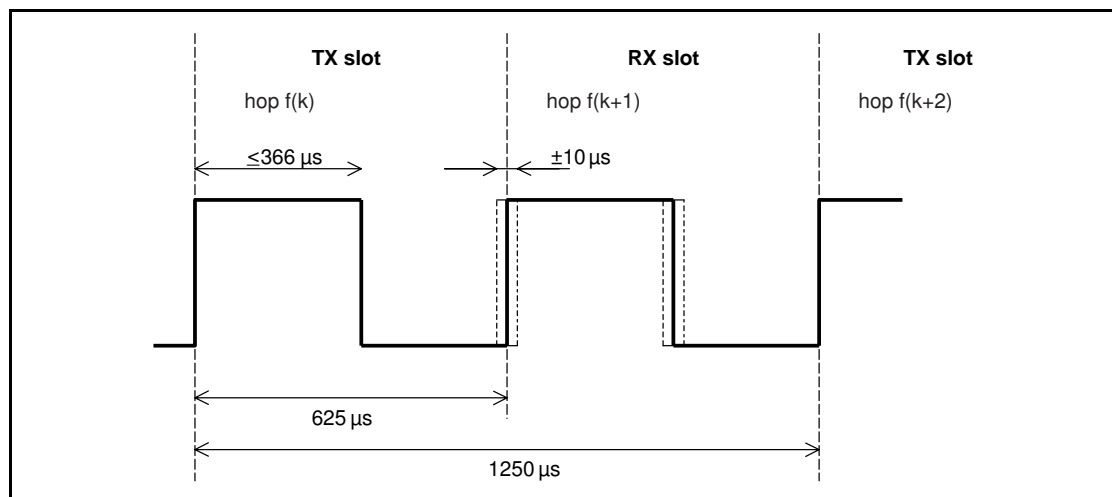 TX slot RX slot TX slot
hop f(k) hop f(k+1) hop f(k+2)
≤366 µs ±10 µs
625 µs
1250 µs